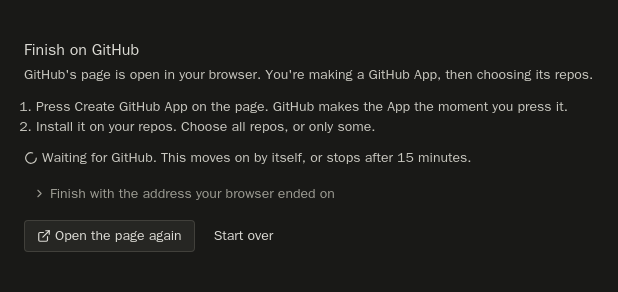 Finish on GitHub
GitHub's page is open in your browser. You're making a GitHub App, then choosing its repos.
1. Press Create GitHub App on the page. GitHub makes the App the moment you press it.
2. Install it on your repos. Choose all repos, or only some.
Waiting for GitHub. This moves on by itself, or stops after 15 minutes.
Finish with the address your browser ended on
Open the page again
Start over